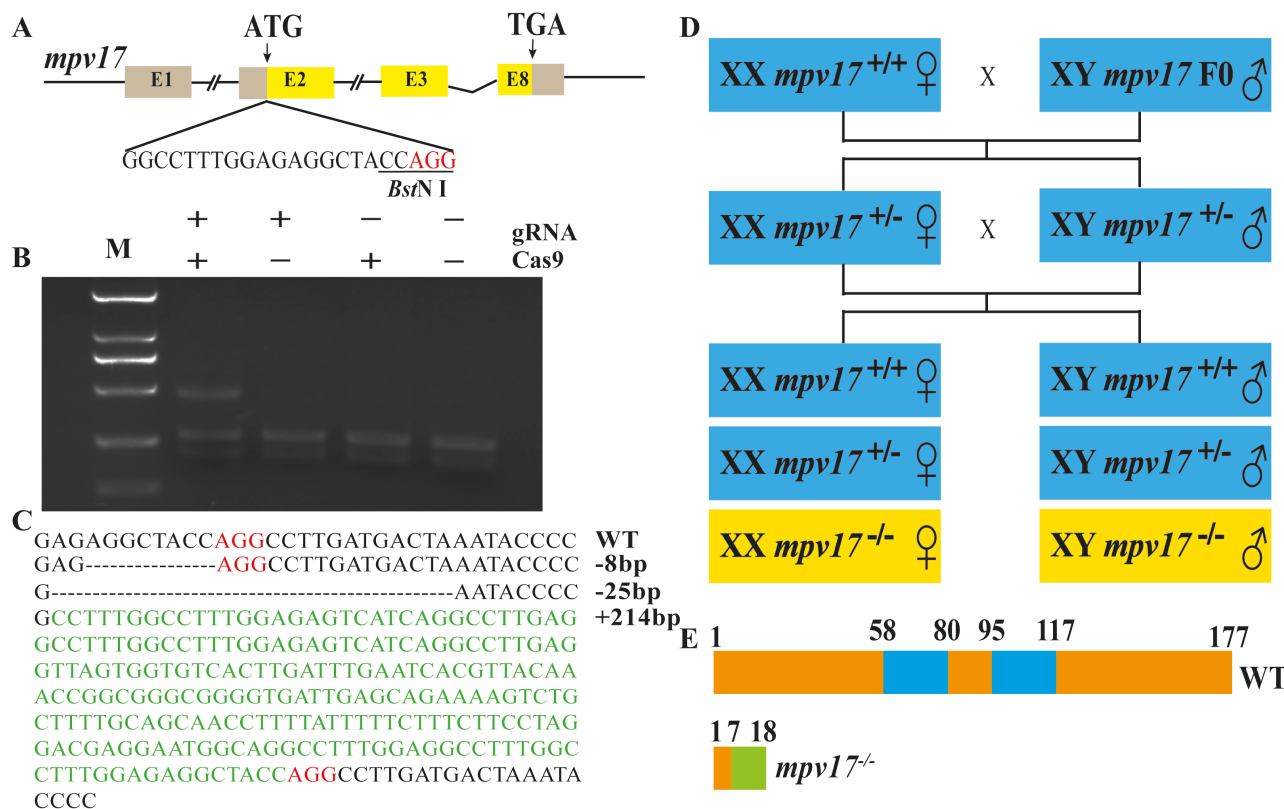 A
ATG
TGA
mpv17
E1
E2
E3
E8
GGCCTTTGGAGAGGCTACCAGG
BstN I
B
M
+ + − −
gRNA
+ − + −
Cas9
C
GAGAGGCTACCAGGCCTTGATGACTAAATACCCC WT
GAG---------------AGGCCTTGATGACTAAATACCCC -8bp
G-----------------------------------------------AATACCCC -25bp
GCCTTTGGCCTTTGGAGAGTCATCAGGCCTTGAG +214bp
GCCTTTGGCCTTTGGAGAGTCATCAGGCCTTGAG
GTTAGTGGTGTCACTTGATTTGAATCACGTTACAA
ACCGGCGGGCGGGGTGATTGAGCAGAAAAGTCTG
CTTTTGCAGCAACCTTTTATTTTTCTTTCTTCCTAG
GACGAGGAATGGCAGGCCTTTGGAGGCCTTTGGC
CTTTGGAGAGGCTACCAGGCCTTGATGACTAAATA
CCCC
D
XX mpv17 +/+ ♀
X
XY mpv17 F0 ♂
XX mpv17 +/- ♀
X
XY mpv17 +/- ♂
XX mpv17 +/+ ♀
XY mpv17 +/+ ♂
XX mpv17 +/- ♀
XY mpv17 +/- ♂
XX mpv17 -/- ♀
XY mpv17 -/- ♂
E
1 58 80 95 117 177
WT
1 7 18
mpv17-/-